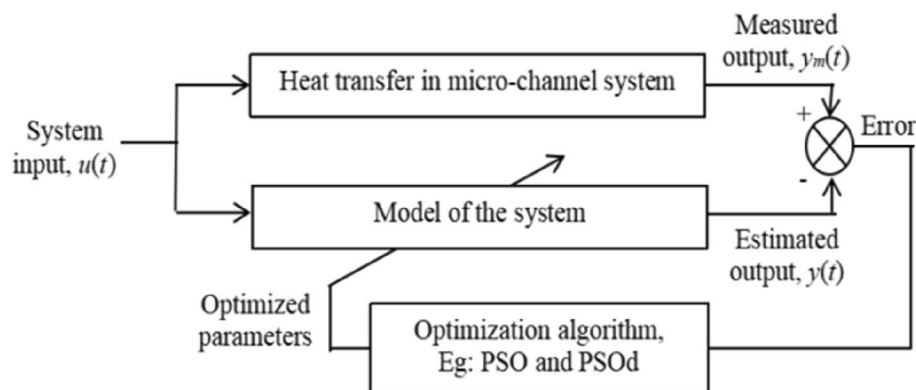 Measured
output, ym(t)
Heat transfer in micro-channel system
+
Error
System
input, u(t)
-
Model of the system
Estimated
output, y(t)
Optimized
parameters
Optimization algorithm,
Eg: PSO and PSOd